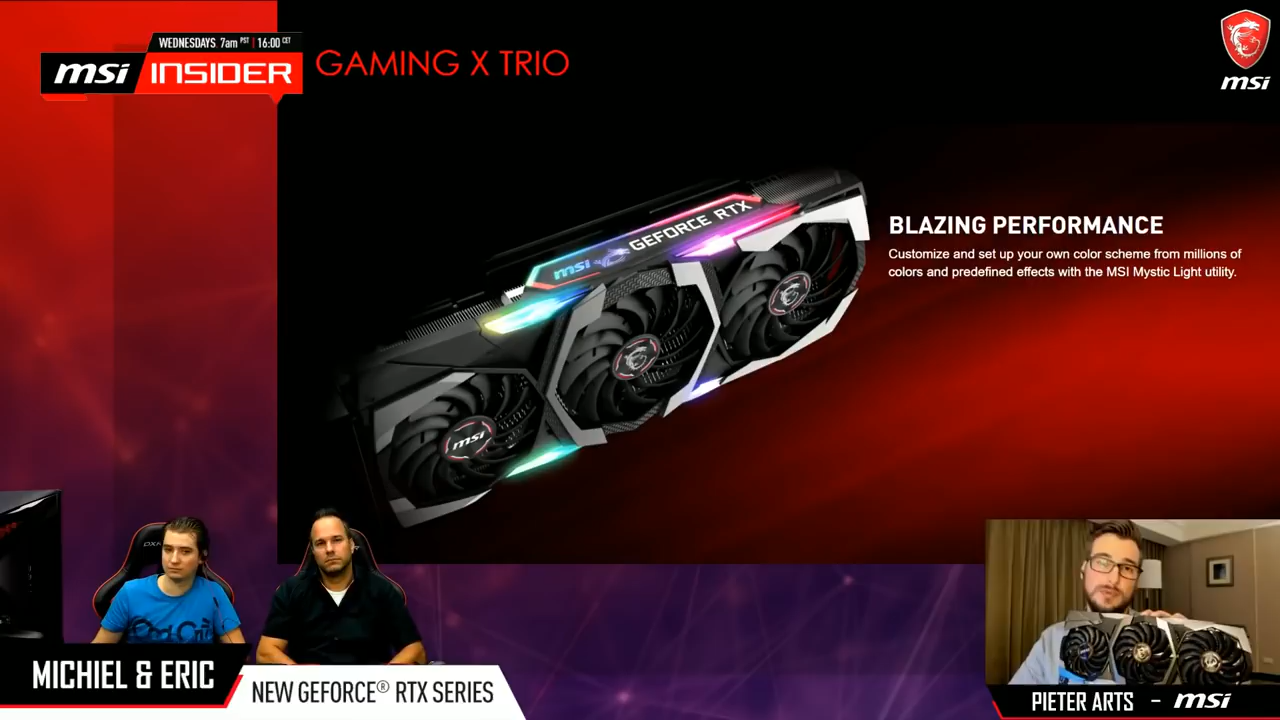 WEDNESDAYS 7am PST | 16:00 CET
msi INSIDER
GAMING X TRIO
msi
BLAZING PERFORMANCE
Customize and set up your own color scheme from millions of
colors and predefined effects with the MSI Mystic Light utility.
msi GEFORCE RTX
msi
MICHIEL & ERIC
NEW GEFORCE® RTX SERIES
PIETER ARTS - msi